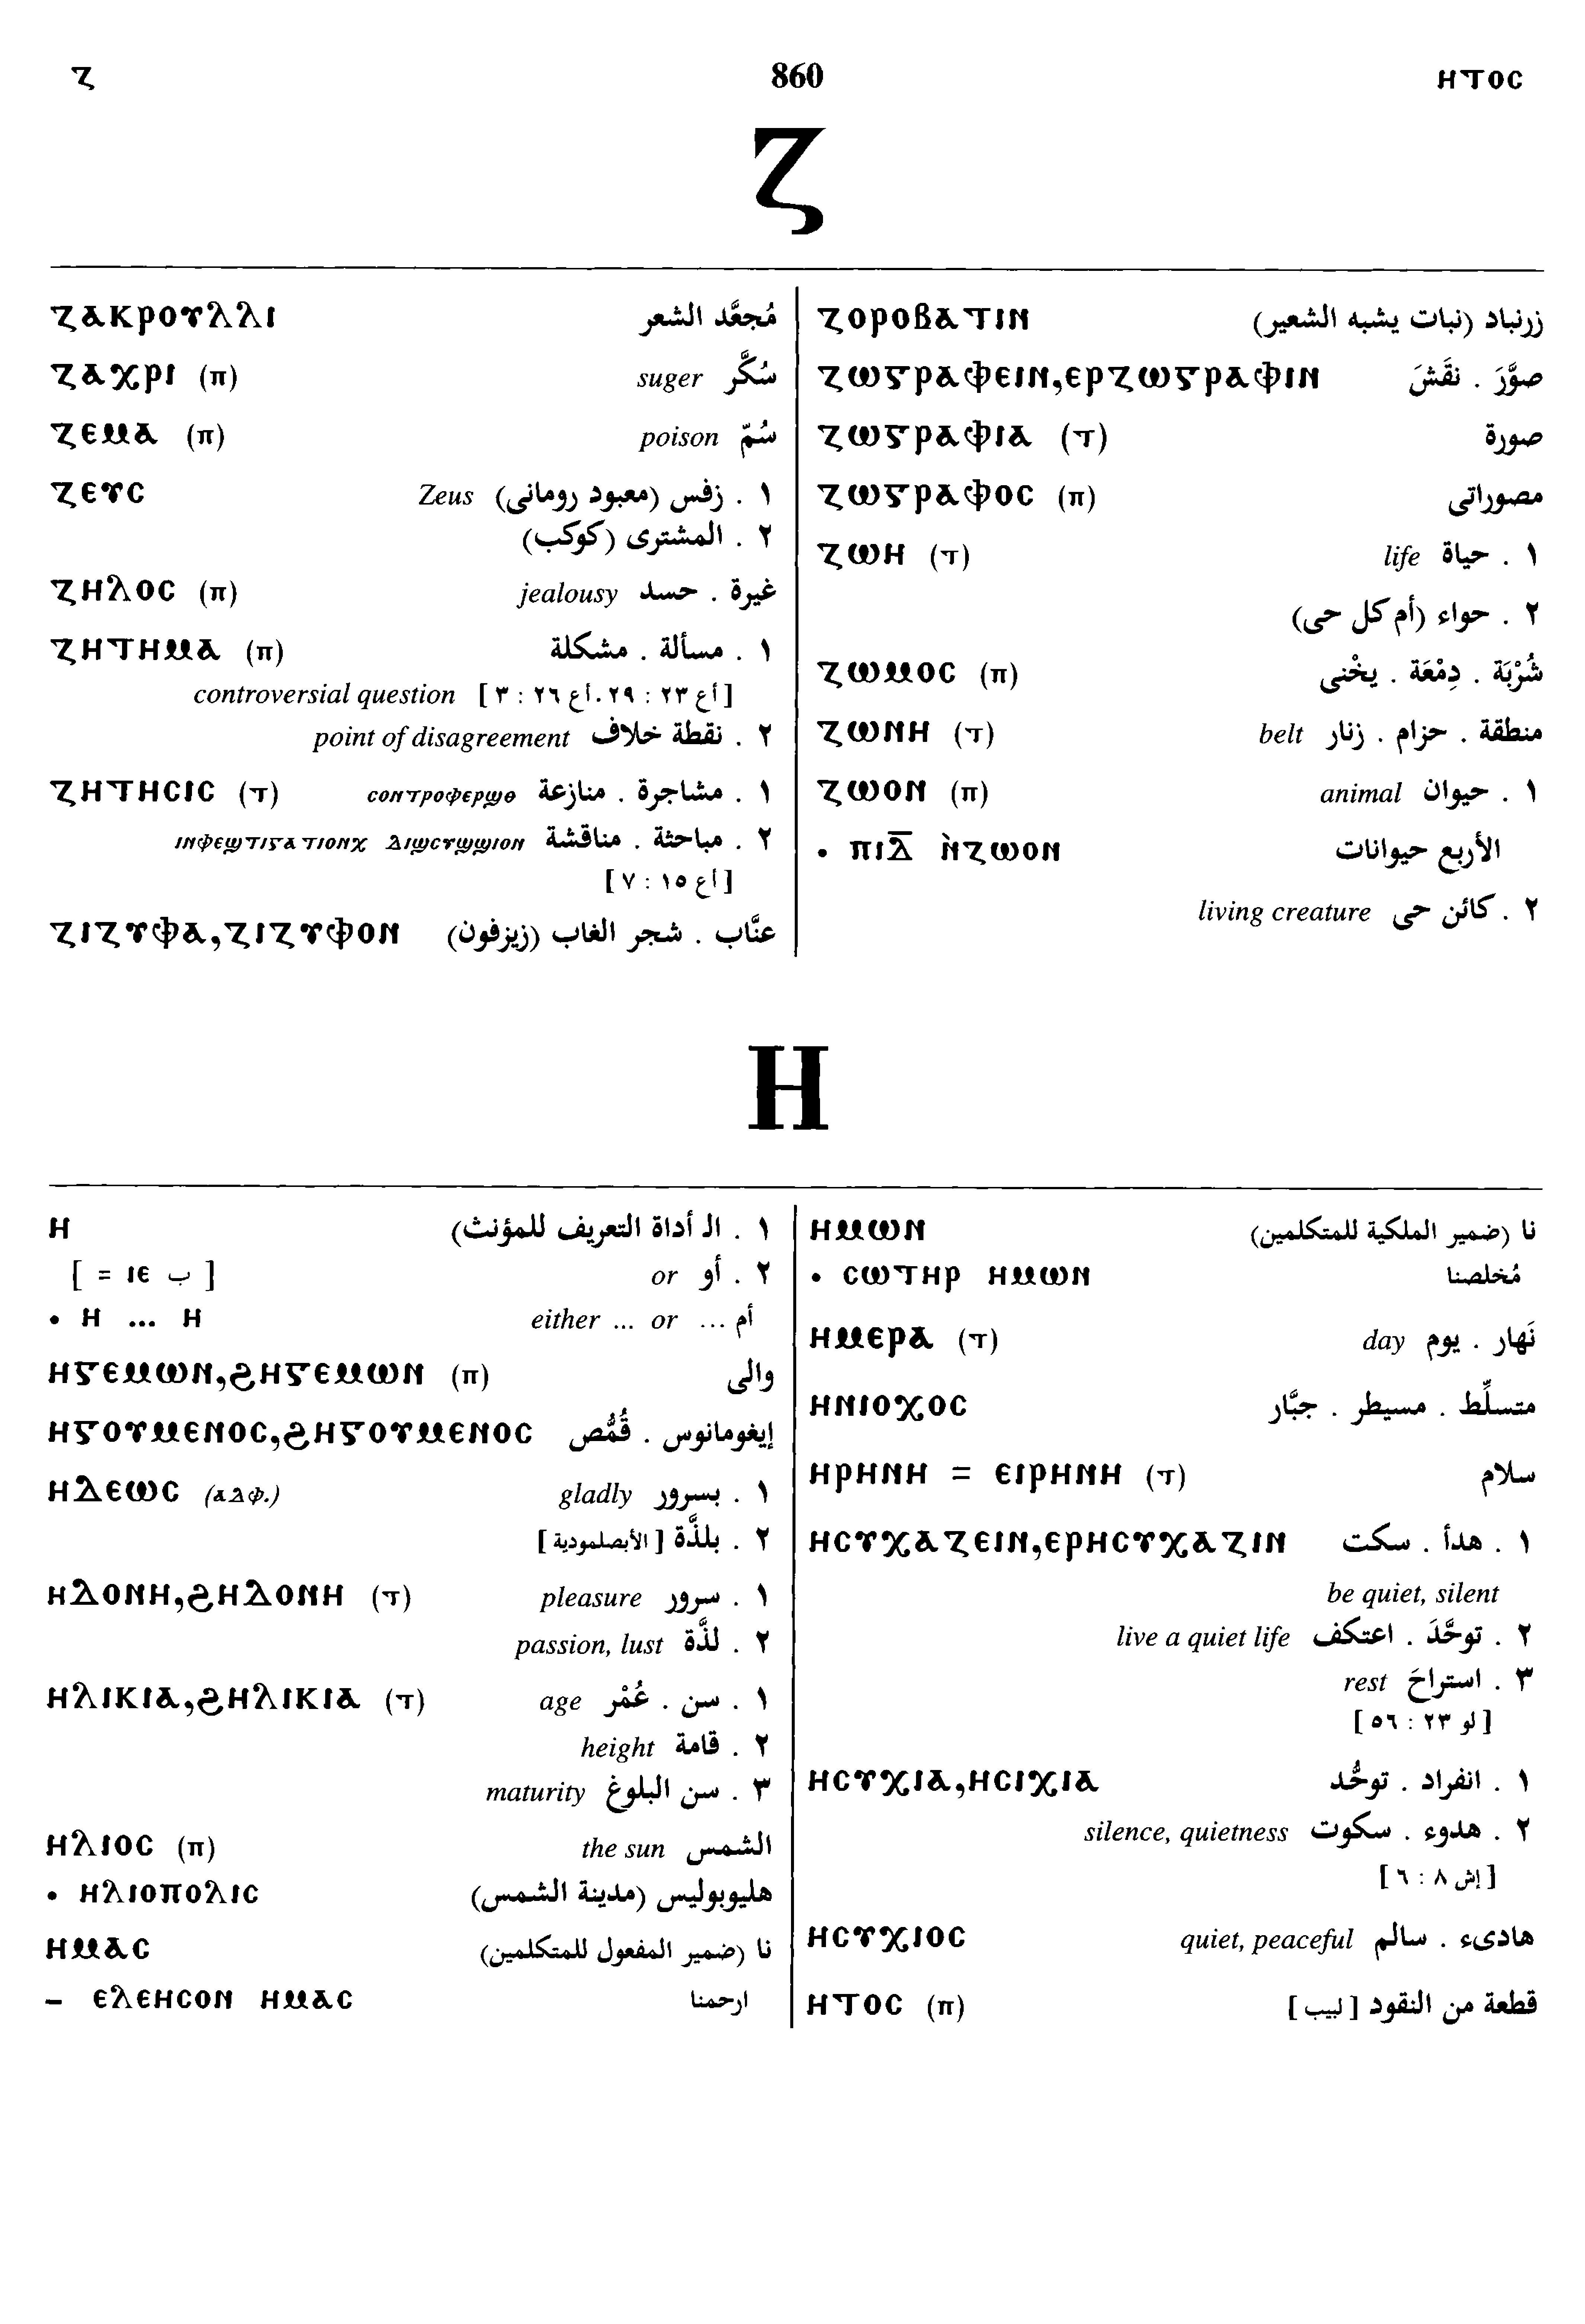 ⲍ 860 ⲏⲧⲟⲥ
Ⲍ
ⲍⲁⲕⲣⲟⲩⲗⲗⲓ مُجعَّد الشعر
ⲍⲁⲭⲣⲓ (ⲡ) suger سُكَّر
ⲍⲉⲙⲁ (ⲡ) poison سُمّ
ⲍⲉⲩⲥ ١ . زفس (معبود رومانى) Zeus
٢ . المشترى (كوكب)
ⲍⲏⲗⲟⲥ (ⲡ) غيرة . حسد jealousy
ⲍⲏⲧⲏⲙⲁ (ⲡ) ١ . مسألة . مشكلة
[أع ٢٣ : ٢٩، أع ٢٦ : ٣] controversial question
٢ . نقطة خلاف point of disagreement
ⲍⲏⲧⲏⲥⲓⲥ (ⲧ) ١ . مشاجرة . منازعة ⲥⲟⲛⲧⲣⲟⲫⲉⲣϣⲑ
٢ . مباحثة . مناقشة ⲓⲛⲫⲉϣⲧⲓⲅⲁⲧⲓⲟⲛⲭ ⲇⲓϣⲥⲩϣϣⲓⲟⲛ
[أع ١٥ : ٧]
ⲍⲓⲍⲩⲫⲁ,ⲍⲓⲍⲩⲫⲟⲛ عنَّاب . شجر الغاب (زيزفون)
ⲍⲟⲣⲟⲃⲁⲧⲓⲛ زرنباد (نبات يشبه الشعير)
ⲍⲱⲅⲣⲁⲫⲉⲓⲛ,ⲉⲣⲍⲱⲅⲣⲁⲫⲓⲛ صوَّرَ . نقَشَ
ⲍⲱⲅⲣⲁⲫⲓⲁ (ⲧ) صورة
ⲍⲱⲅⲣⲁⲫⲟⲥ (ⲡ) مصوراتى
ⲍⲱⲏ (ⲧ) ١ . حياة life
٢ . حواء (أم كل حى)
ⲍⲱⲙⲟⲥ (ⲡ) شُرْبَة . دِمْعَة . يخْنى
ⲍⲱⲛⲏ (ⲧ) منطقة . حزام . زنار belt
ⲍⲱⲟⲛ (ⲡ) ١ . حيوان animal
• ⲡⲓⲇ̅ ⲛ̀ⲍⲱⲟⲛ الأربع حيوانات
٢ . كائن حى living creature
Ⲏ
ⲏ ١ . الـ أداة التعريف للمؤنث)
[ = ⲓⲉ ب ] ٢ . أو or
• ⲏ ... ⲏ أم ... either ... or
ⲏⲅⲉⲙⲱⲛ,ϩⲏⲅⲉⲙⲱⲛ (ⲡ) والى
ⲏⲅⲟⲩⲙⲉⲛⲟⲥ,ϩⲏⲅⲟⲩⲙⲉⲛⲟⲥ إيغومانوس . قُمُّص
ⲏⲇⲉⲱⲥ (ⲁⲇⲫ.) ١ . بسرور gladly
٢ . بلذَّة [الأبصلمودية]
ⲏⲇⲟⲛⲏ,ϩⲏⲇⲟⲛⲏ (ⲧ) ١ . سرور pleasure
٢ . لذَّة passion, lust
ⲏⲗⲓⲕⲓⲁ,ϩⲏⲗⲓⲕⲓⲁ (ⲧ) ١ . سن . عُمْر age
٢ . قامة height
٣ . سن البلوغ maturity
ⲏⲗⲓⲟⲥ (ⲡ) الشمس the sun
• ⲏⲗⲓⲟⲡⲟⲗⲓⲥ هليوبوليس (مدينة الشمس)
ⲏⲙⲁⲥ نا (ضمير المفعول للمتكلمين)
– ⲉⲗⲉⲏⲥⲟⲛ ⲏⲙⲁⲥ ارحمنا
ⲏⲙⲱⲛ نا (ضمير الملكية للمتكلمين)
• ⲥⲱⲧⲏⲣ ⲏⲙⲱⲛ مُخلصنا
ⲏⲙⲉⲣⲁ (ⲧ) نَهار . يوم day
ⲏⲛⲓⲟⲭⲟⲥ متسلِّط . مسيطر . جبَّار
ⲏⲣⲏⲛⲏ = ⲉⲓⲣⲏⲛⲏ (ⲧ) سلام
ⲏⲥⲩⲭⲁⲍⲉⲓⲛ,ⲉⲣⲏⲥⲩⲭⲁⲍⲓⲛ ١ . هدأ . سكت
be quiet, silent
٢ . توحَّدَ . اعتكف live a quiet life
٣ . استراحَ rest
[لو ٢٣ : ٥٦]
ⲏⲥⲩⲭⲓⲁ,ⲏⲥⲓⲭⲓⲁ ١ . انفراد . توحُّد
٢ . هدوء . سكوت silence, quietness
[إش ٨ : ٦]
ⲏⲥⲩⲭⲓⲟⲥ هادىء . سالم quiet, peaceful
ⲏⲧⲟⲥ (ⲡ) قطعة من النقود [لبيب]